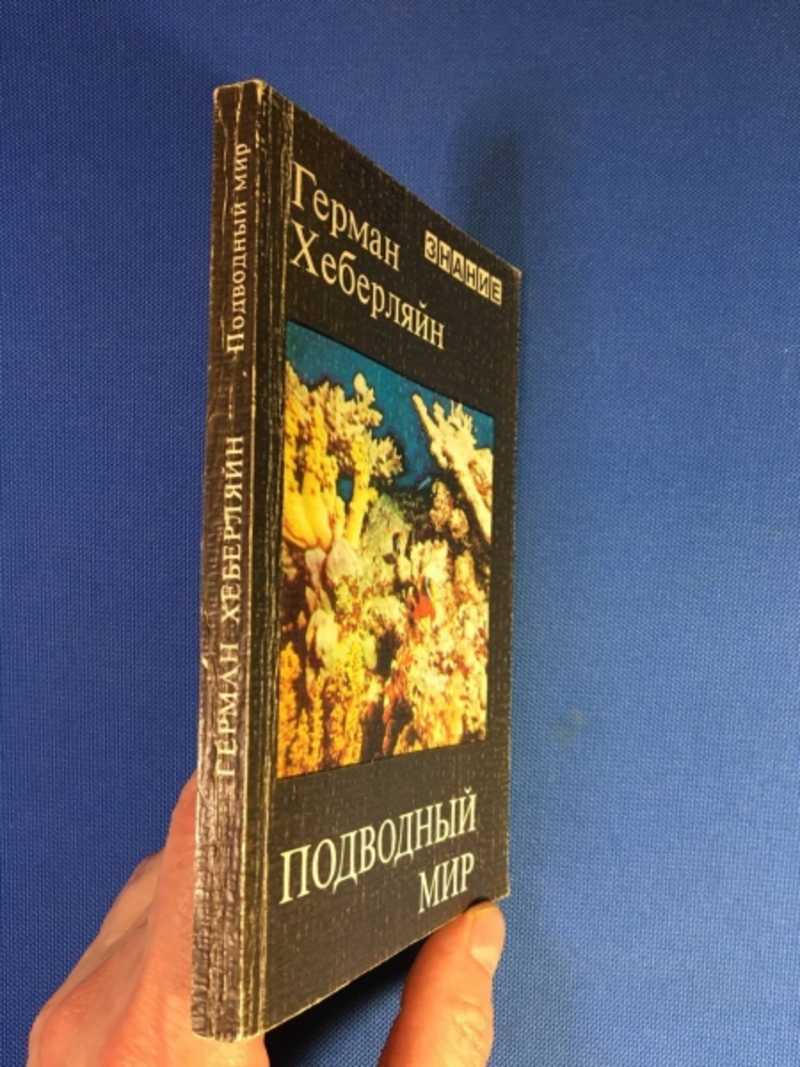 ГЕРМАН ХЕБЕРЛЯЙН Подводный мир
Герман
Хеберляйн
ЗНАНИЕ
ПОДВОДНЫЙ
МИР